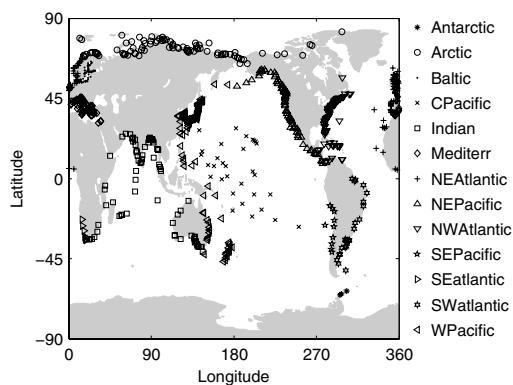 90
45
0
−45
−90
Latitude
0
90
180
270
360
Longitude
Antarctic
Arctic
Baltic
CPacific
Indian
Mediterr
NEAtlantic
NEPacific
NWAtlantic
SEPacific
SEatlantic
SWatlantic
WPacific